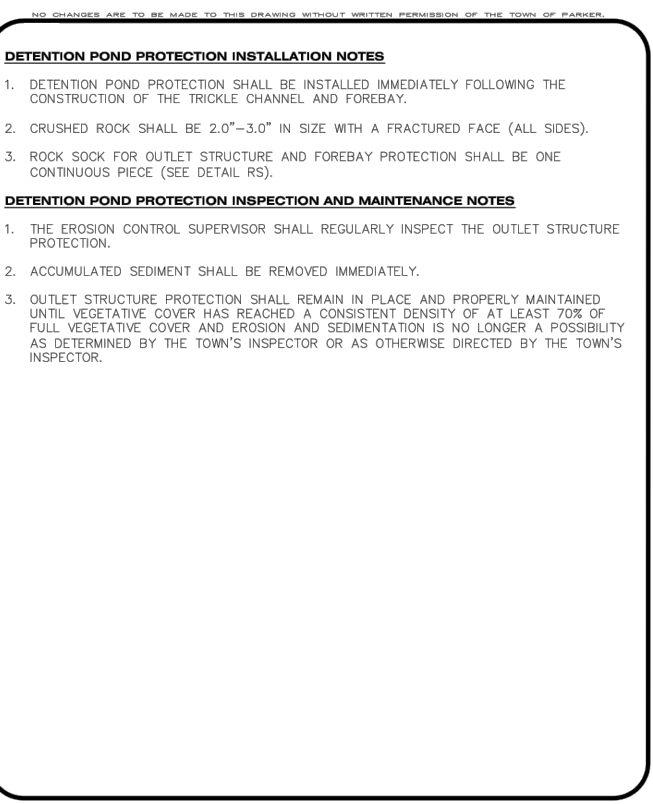 NO CHANGES ARE TO BE MADE TO THIS DRAWING WITHOUT WRITTEN PERMISSION OF THE TOWN OF PARKER.
DETENTION POND PROTECTION INSTALLATION NOTES
1. DETENTION POND PROTECTION SHALL BE INSTALLED IMMEDIATELY FOLLOWING THE
CONSTRUCTION OF THE TRICKLE CHANNEL AND FOREBAY.
2. CRUSHED ROCK SHALL BE 2.0"–3.0" IN SIZE WITH A FRACTURED FACE (ALL SIDES).
3. ROCK SOCK FOR OUTLET STRUCTURE AND FOREBAY PROTECTION SHALL BE ONE
CONTINUOUS PIECE (SEE DETAIL RS).
DETENTION POND PROTECTION INSPECTION AND MAINTENANCE NOTES
1. THE EROSION CONTROL SUPERVISOR SHALL REGULARLY INSPECT THE OUTLET STRUCTURE
PROTECTION.
2. ACCUMULATED SEDIMENT SHALL BE REMOVED IMMEDIATELY.
3. OUTLET STRUCTURE PROTECTION SHALL REMAIN IN PLACE AND PROPERLY MAINTAINED
UNTIL VEGETATIVE COVER HAS REACHED A CONSISTENT DENSITY OF AT LEAST 70% OF
FULL VEGETATIVE COVER AND EROSION AND SEDIMENTATION IS NO LONGER A POSSIBILITY
AS DETERMINED BY THE TOWN'S INSPECTOR OR AS OTHERWISE DIRECTED BY THE TOWN'S
INSPECTOR.